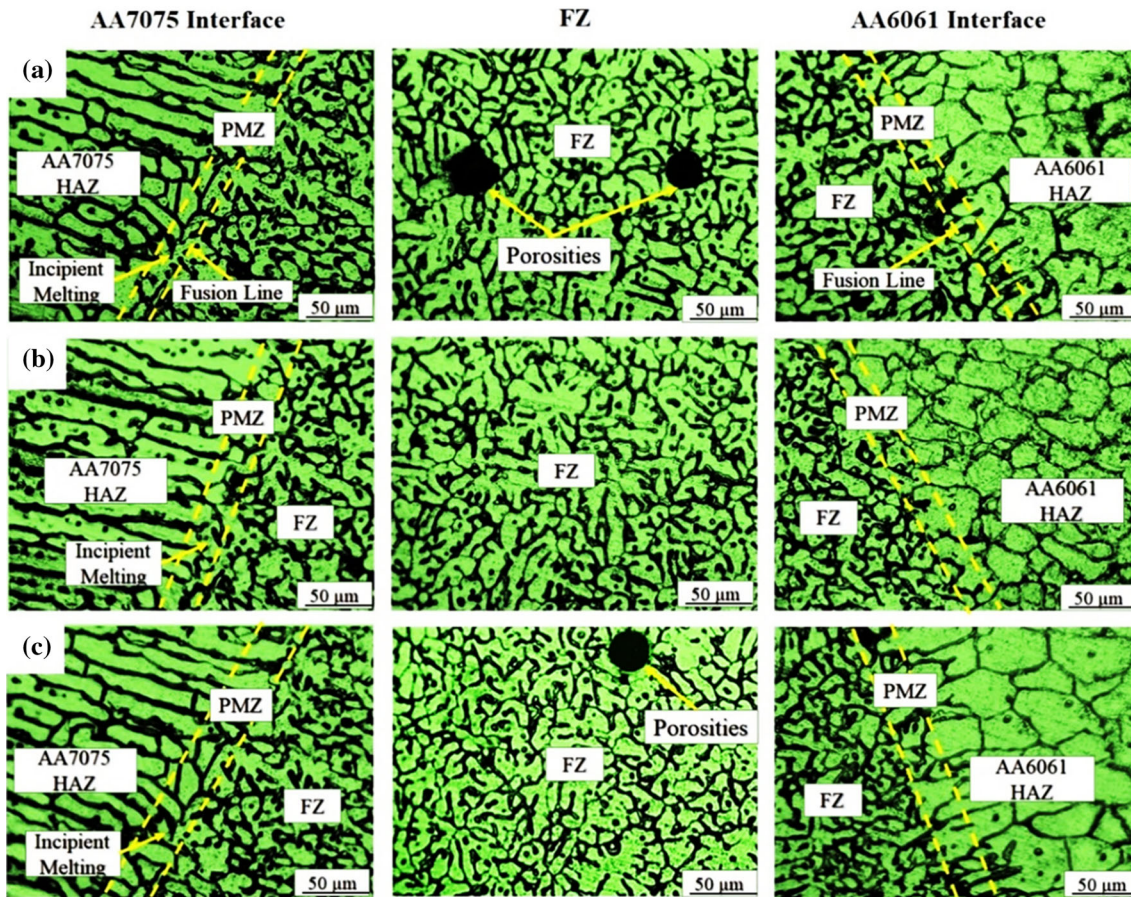 AA7075 Interface
FZ
AA6061 Interface
(a)
PMZ
AA7075
HAZ
Incipient
Melting
Fusion Line
50 µm
FZ
Porosities
50 µm
PMZ
AA6061
HAZ
FZ
Fusion Line
50 µm
(b)
PMZ
AA7075
HAZ
FZ
Incipient
Melting
50 µm
FZ
50 µm
PMZ
AA6061
HAZ
FZ
50 µm
(c)
PMZ
AA7075
HAZ
FZ
Incipient
Melting
50 µm
Porosities
FZ
50 µm
PMZ
AA6061
HAZ
FZ
50 µm